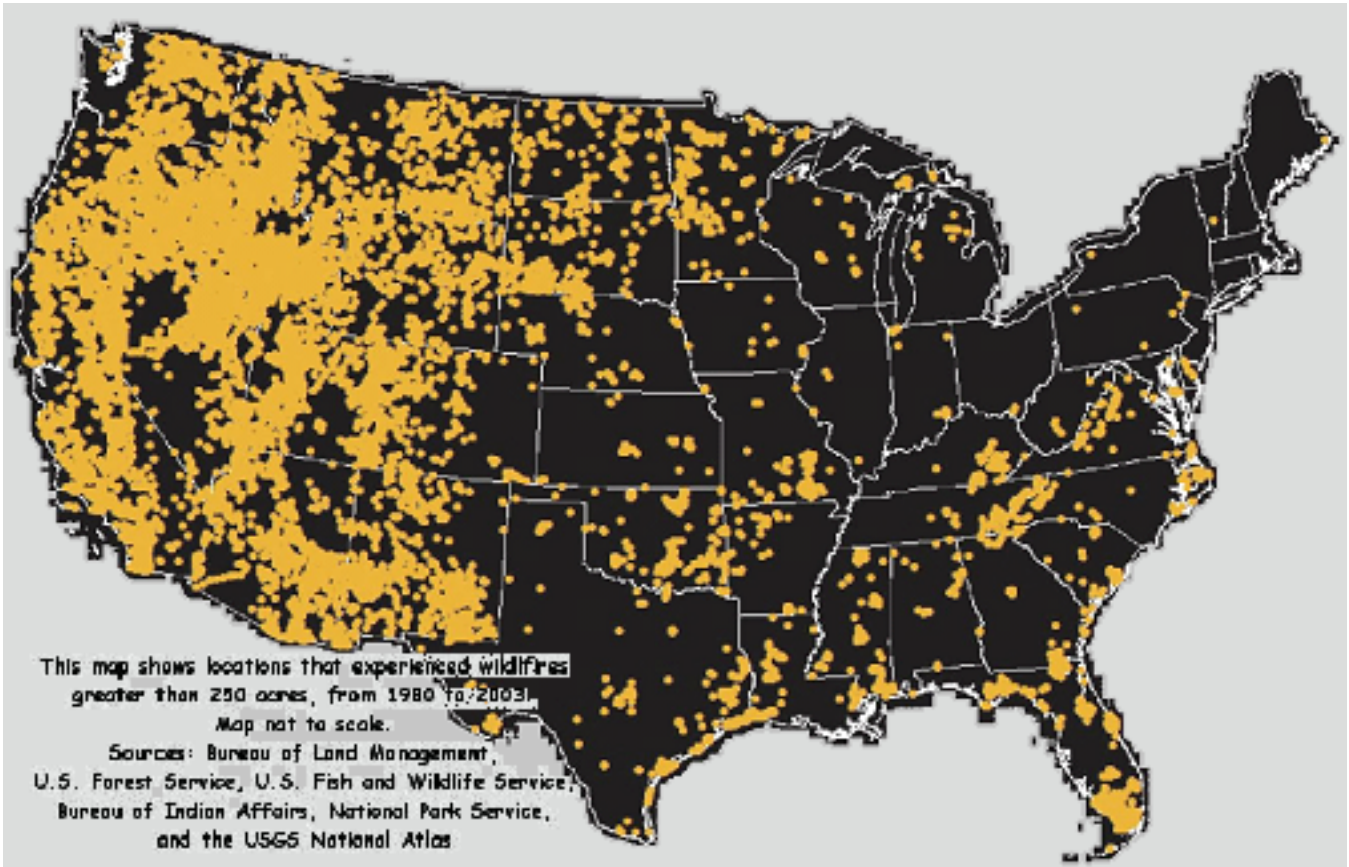 This map shows locations that experienced wildfires
greater than 250 acres, from 1980 to 2003.
Map not to scale.
Sources: Bureau of Land Management,
U.S. Forest Service, U.S. Fish and Wildlife Service,
Bureau of Indian Affairs, National Park Service,
and the USGS National Atlas